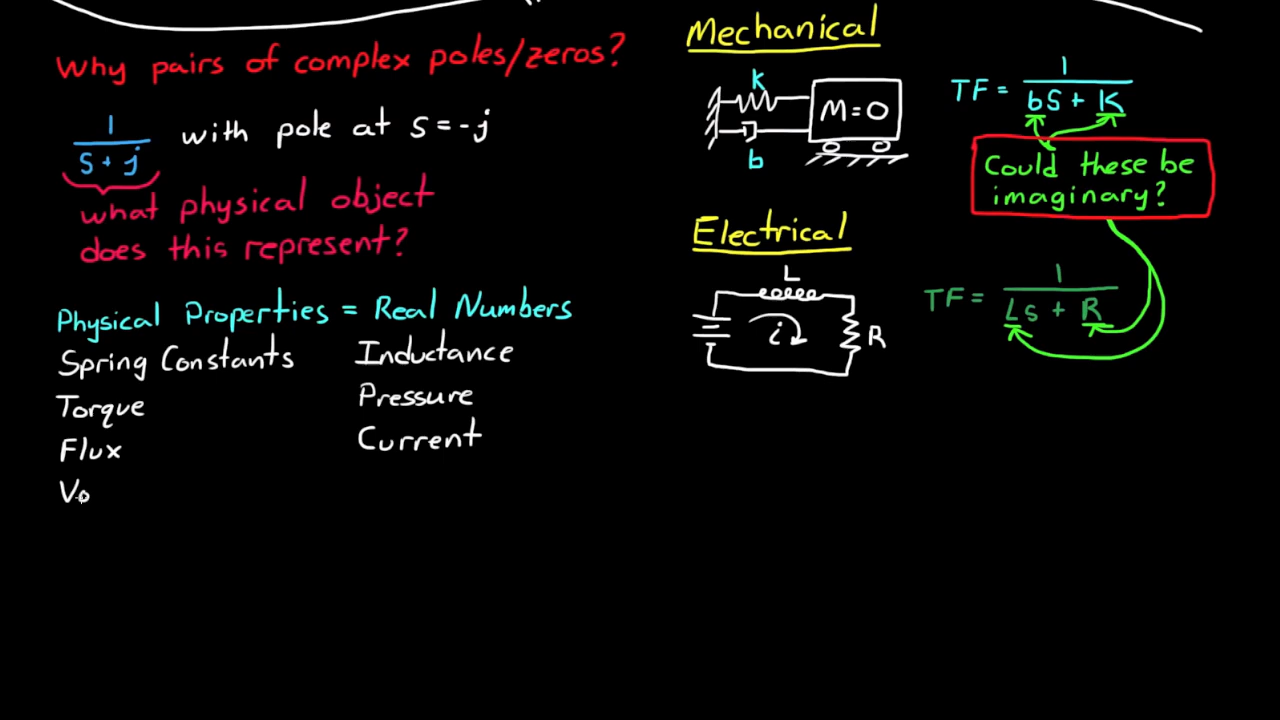 Why pairs of complex poles/zeros?
1
S + j
with pole at s = -j
what physical object
does this represent?
Physical Properties = Real Numbers
Spring Constants
Inductance
Torque
Pressure
Flux
Current
Vo
Mechanical
K
M=0
b
TF = 1
bS + K
Could these be
imaginary?
Electrical
L
i
R
TF = 1
Ls + R